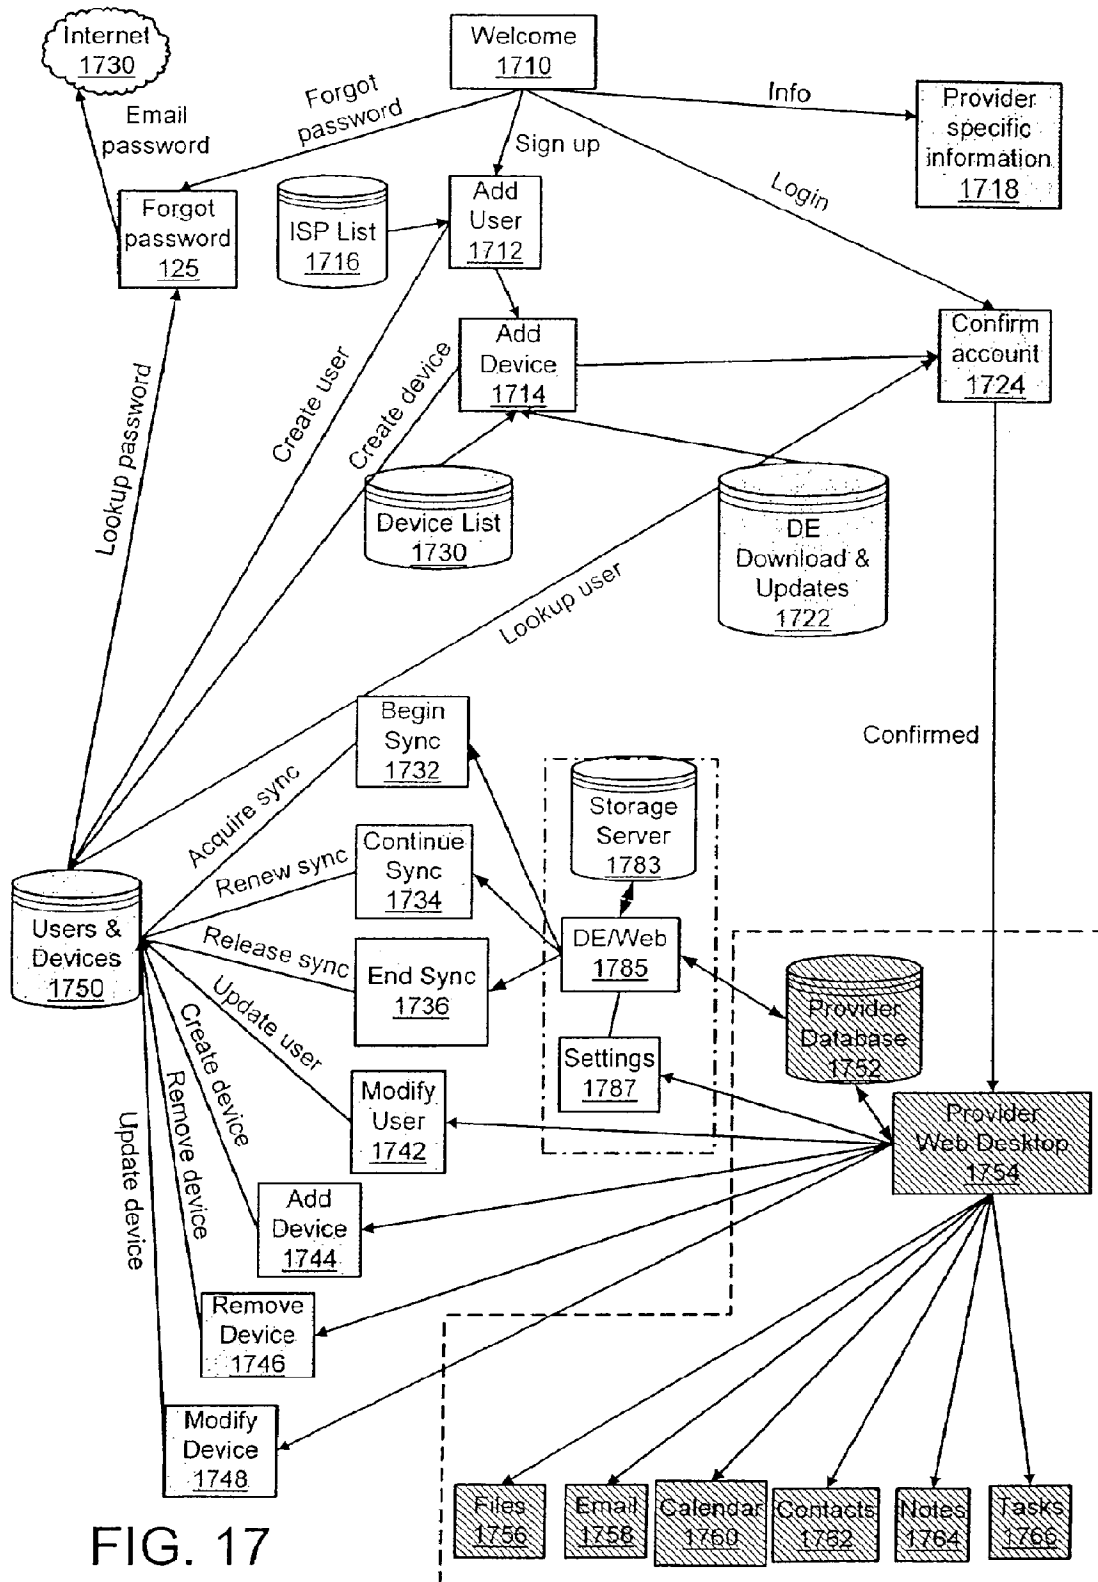 Internet
1730
Welcome
1710
Forgot
password
Info
Email
password
Sign up
Login
Provider
specific
information
1718
Forgot
password
125
ISP List
1716
Add
User
1712
Add
Device
1714
Confirm
account
1724
Lookup password
Create user
Create device
Device List
1730
DE
Download &
Updates
1722
Lookup user
Begin
Sync
1732
Confirmed
Acquire sync
Storage
Server
1783
Continue
Sync
1734
Renew sync
Users &
Devices
1750
Release sync
End Sync
1736
DE/Web
1785
Provider
Database
1752
Update user
Settings
1787
Create device
Modify
User
1742
Provider
Web Desktop
1754
Remove device
Update device
Add
Device
1744
Remove
Device
1746
Modify
Device
1748
Files
1756
Email
1758
Calendar
1760
Contacts
1762
Notes
1764
Tasks
1766
FIG. 17